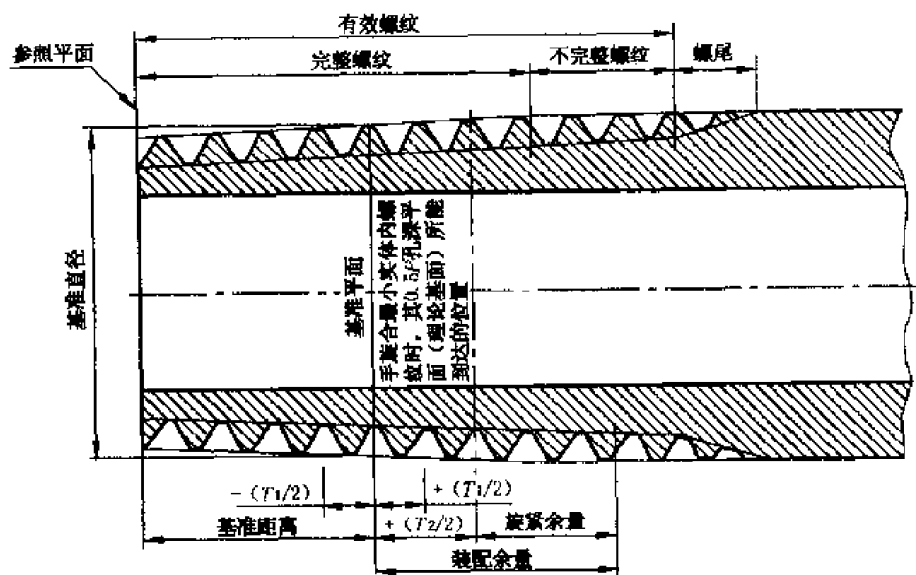 有效螺纹
参照平面
完整螺纹
不完整螺纹
螺尾
基准直径
基准平面
手旋合最小实体内螺
纹时，其0.5P孔深平
面（理论基面）所能
到达的位置
－(T1/2)
＋(T1/2)
基准距离
＋(T2/2)
旋紧余量
装配余量